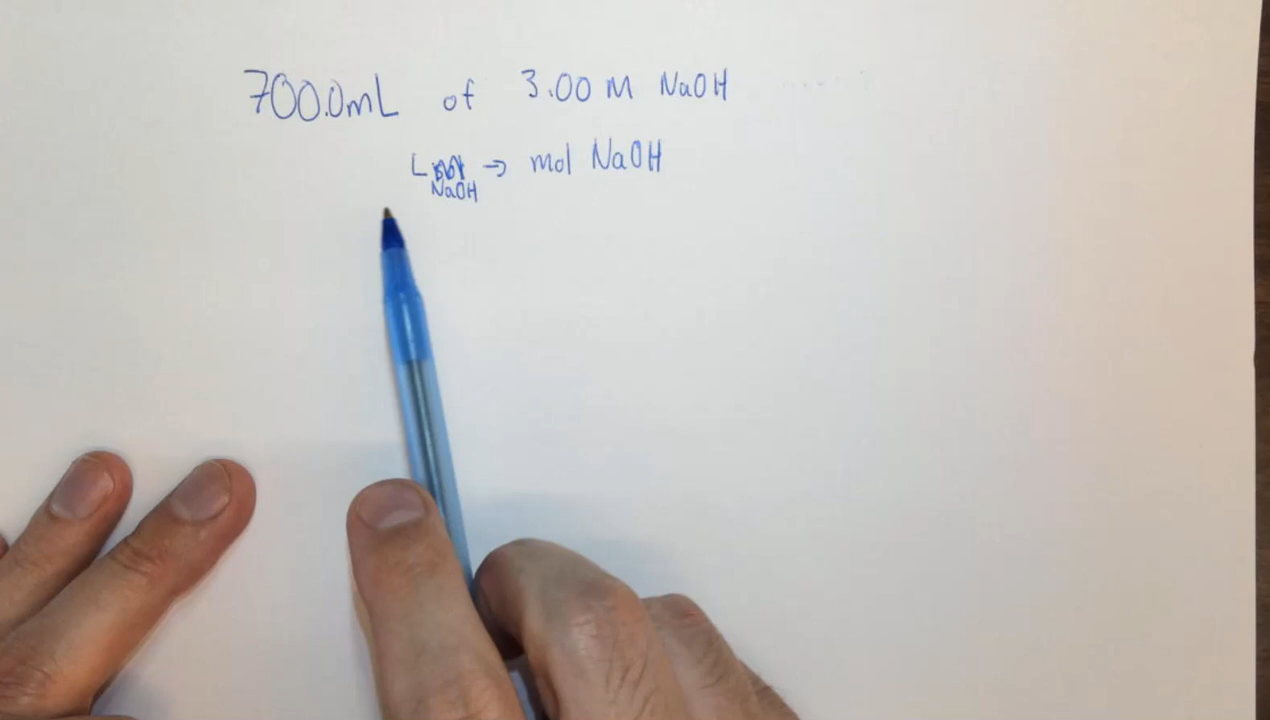 700.0mL of 3.00 M NaOH
L → mol NaOH
NaOH